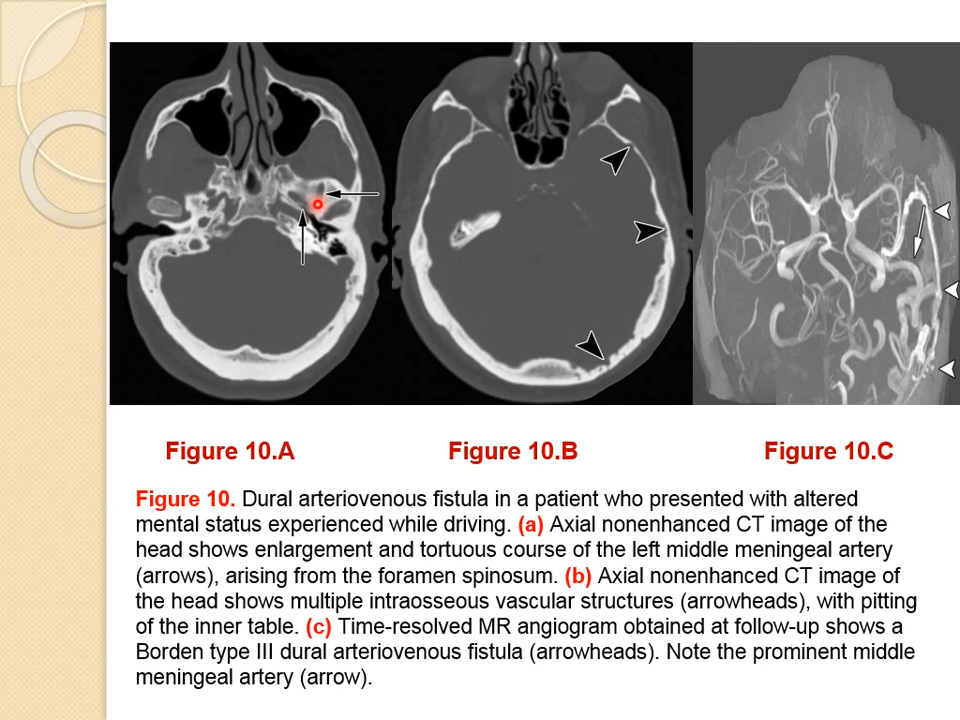 Figure 10.A
Figure 10.B
Figure 10.C
Figure 10. Dural arteriovenous fistula in a patient who presented with altered
mental status experienced while driving. (a) Axial nonenhanced CT image of the
head shows enlargement and tortuous course of the left middle meningeal artery
(arrows), arising from the foramen spinosum. (b) Axial nonenhanced CT image of
the head shows multiple intraosseous vascular structures (arrowheads), with pitting
of the inner table. (c) Time-resolved MR angiogram obtained at follow-up shows a
Borden type III dural arteriovenous fistula (arrowheads). Note the prominent middle
meningeal artery (arrow).